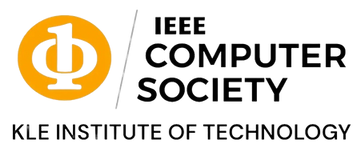 IEEE
COMPUTER
SOCIETY
KLE INSTITUTE OF TECHNOLOGY